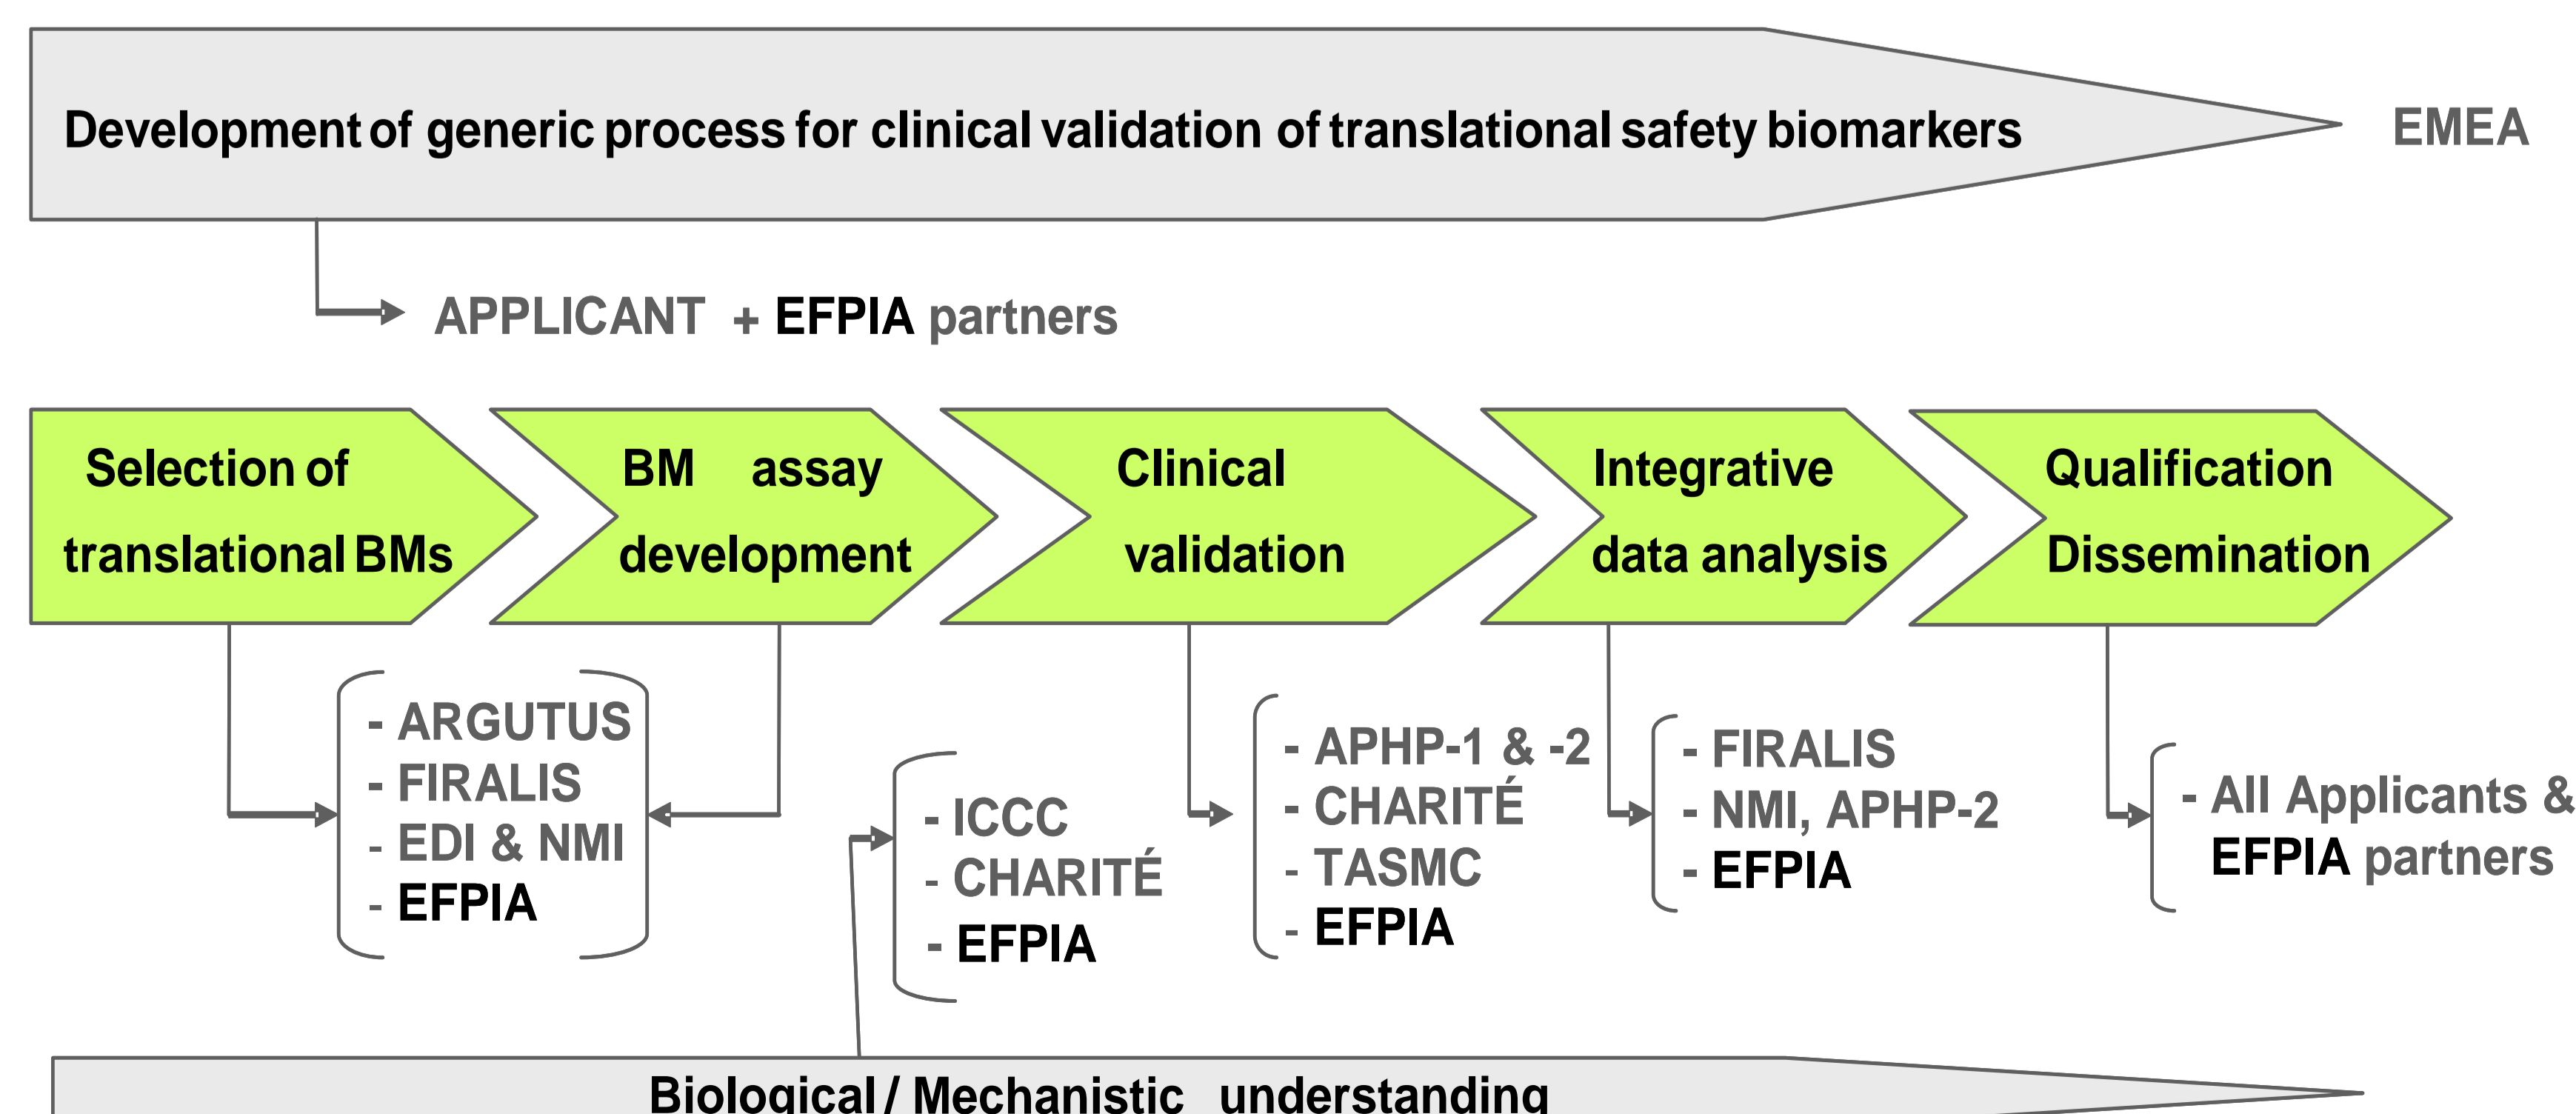 Development of generic process for clinical validation of translational safety biomarkers
EMEA
APPLICANT + EFPIA partners
Selection of
translational BMs
BM assay
development
Clinical
validation
Integrative
data analysis
Qualification
Dissemination
- ARGUTUS
- FIRALIS
- EDI & NMI
- EFPIA
- ICCC
- CHARITÉ
- EFPIA
- APHP-1 & -2
- CHARITÉ
- TASMC
- EFPIA
- FIRALIS
- NMI, APHP-2
- EFPIA
- All Applicants &
EFPIA partners
Biological / Mechanistic understanding